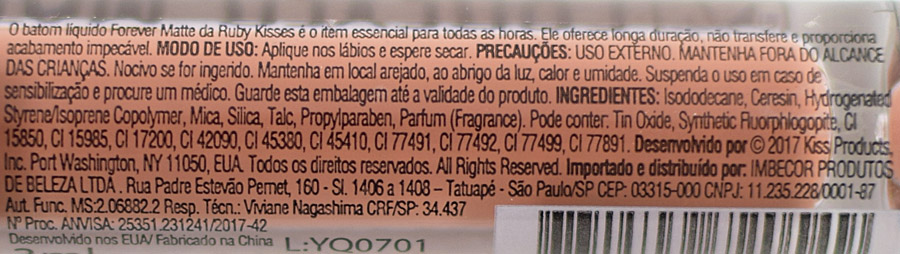 O batom líquido Forever Matte da Ruby Kisses é o item essencial para todas as horas. Ele oferece longa duração, não transfere e proporciona
acabamento impecável. MODO DE USO: Aplique nos lábios e espere secar. PRECAUÇÕES: USO EXTERNO. MANTENHA FORA DO ALCANCE
DAS CRIANÇAS. Nocivo se for ingerido. Mantenha em local arejado, ao abrigo da luz, calor e umidade. Suspenda o uso em caso de
sensibilização e procure um médico. Guarde esta embalagem até a validade do produto. INGREDIENTES: Isododecane, Ceresin, Hydrogenated
Styrene/Isoprene Copolymer, Mica, Silica, Talc, Propylparaben, Parfum (Fragrance). Pode conter: Tin Oxide, Synthetic Fluorphlogopite, CI
15850, CI 15985, CI 17200, CI 42090, CI 45380, CI 45410, CI 77491, CI 77492, CI 77499, CI 77891. Desenvolvido por © 2017 Kiss Products,
Inc. Port Washington, NY 11050, EUA. Todos os direitos reservados. All Rights Reserved. Importado e distribuído por: IMBECOR PRODUTOS
DE BELEZA LTDA . Rua Padre Estevão Pernet, 160 - Sl. 1406 a 1408 – Tatuapé - São Paulo/SP CEP: 03315-000 CNPJ: 11.235.228/0001-87
Aut. Func. MS:2.06882.2 Resp. Técn.: Viviane Nagashima CRF/SP: 34.437
Nº Proc. ANVISA: 25351.231241/2017-42
Desenvolvido nos EUA/ Fabricado na China L:YQ0701